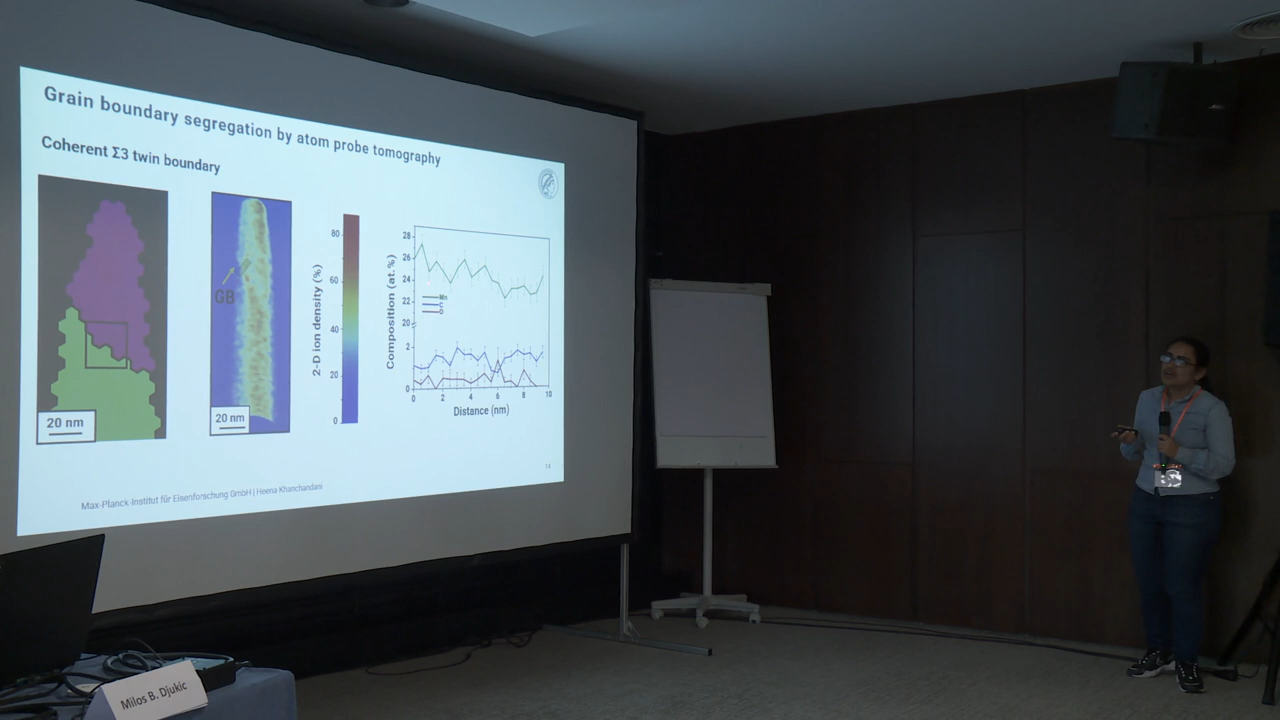 Grain boundary segregation by atom probe tomography
Coherent Σ3 twin boundary
20 nm
GB
20 nm
2-D ion density (%)
80
60
40
20
0
Composition (at.%)
28
26
24
22
20
2
0
Mn
C
0 2 4 6 8 10
Distance (nm)
14
Max-Planck-Institut für Eisenforschung GmbH | Heena Khanchandani
Milos B. Djukic